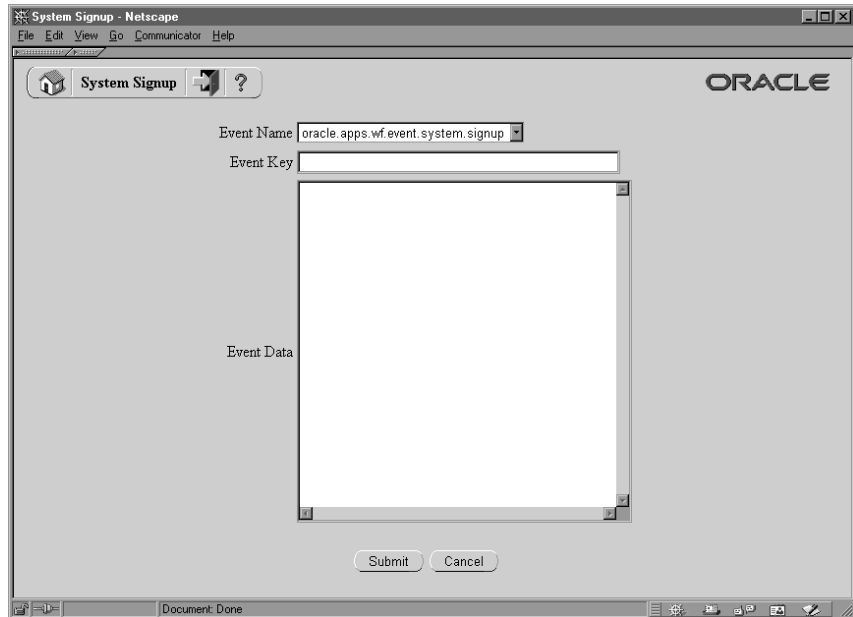 System Signup - Netscape
File Edit View Go Communicator Help
System Signup ?
ORACLE
Event Name oracle.apps.wf.event.system.signup
Event Key
Event Data
Submit Cancel
Document: Done